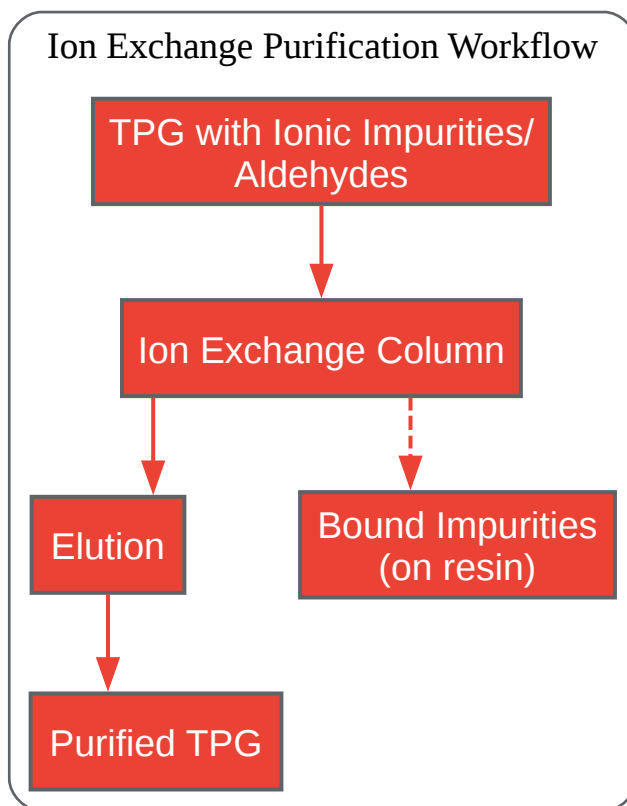 Ion Exchange Purification Workflow
TPG with Ionic Impurities/
Aldehydes
Ion Exchange Column
Elution
Bound Impurities
(on resin)
Purified TPG